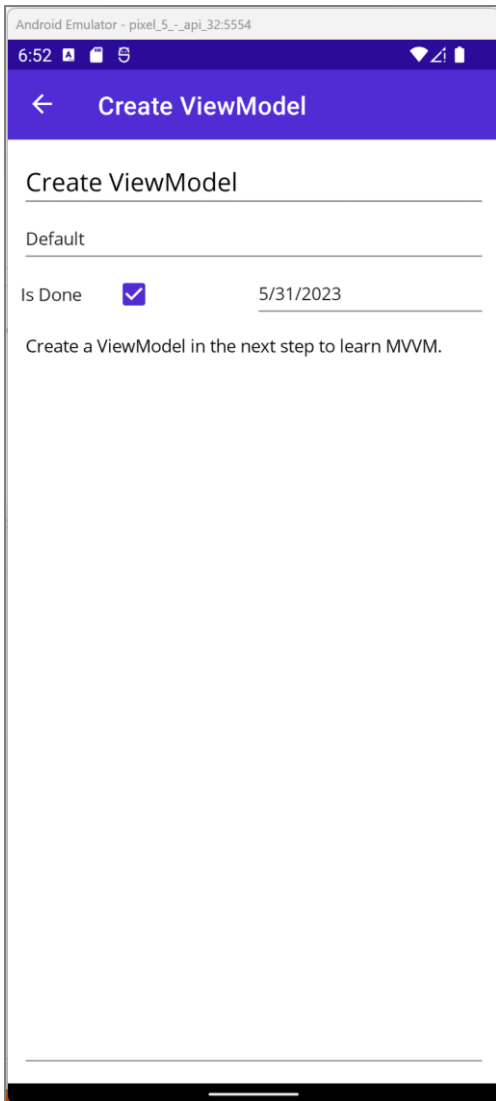 Android Emulator - pixel_5_-_api_32:5554
6:52
Create ViewModel
Create ViewModel
Default
Is Done 5/31/2023
Create a ViewModel in the next step to learn MVVM.